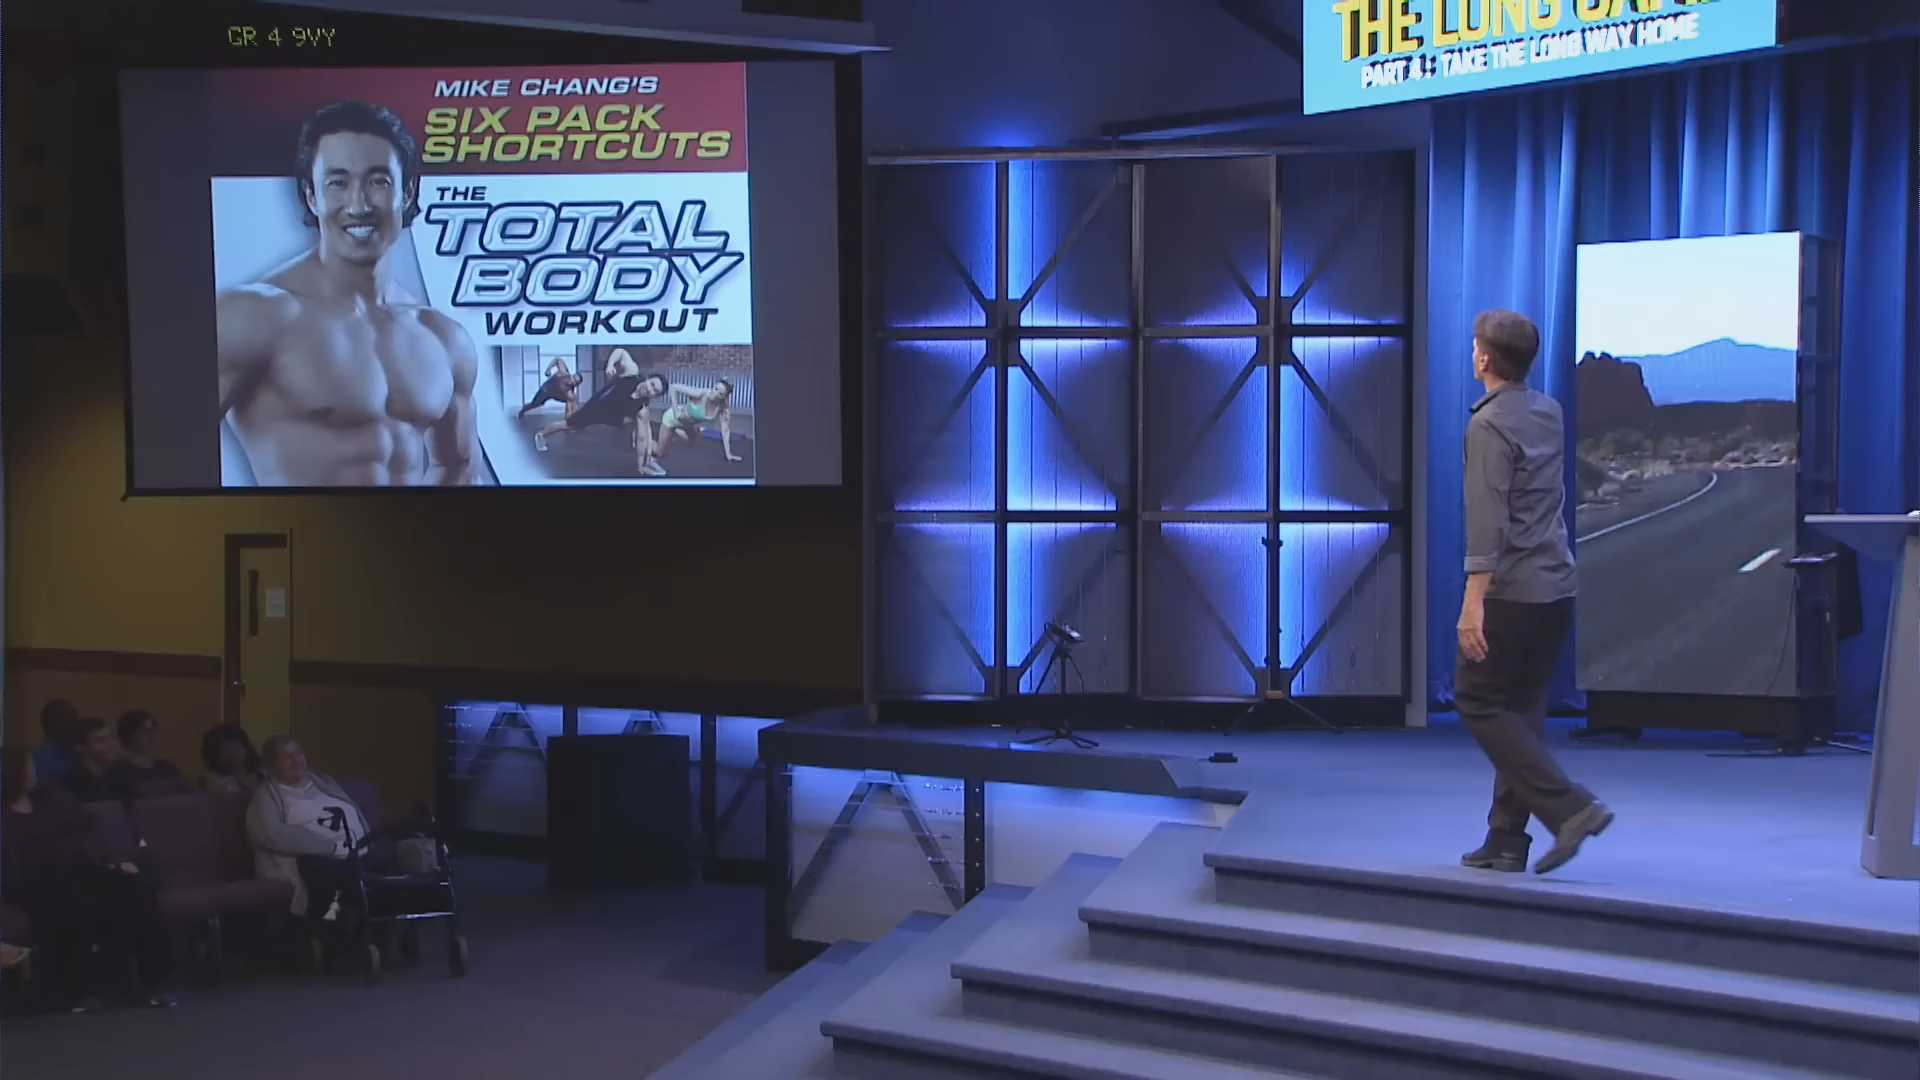 GR 4 9VY
MIKE CHANG'S
SIX PACK
SHORTCUTS
THE
TOTAL
BODY
WORKOUT
THE LONG
PART 4: TAKE THE LONG WAY HOME